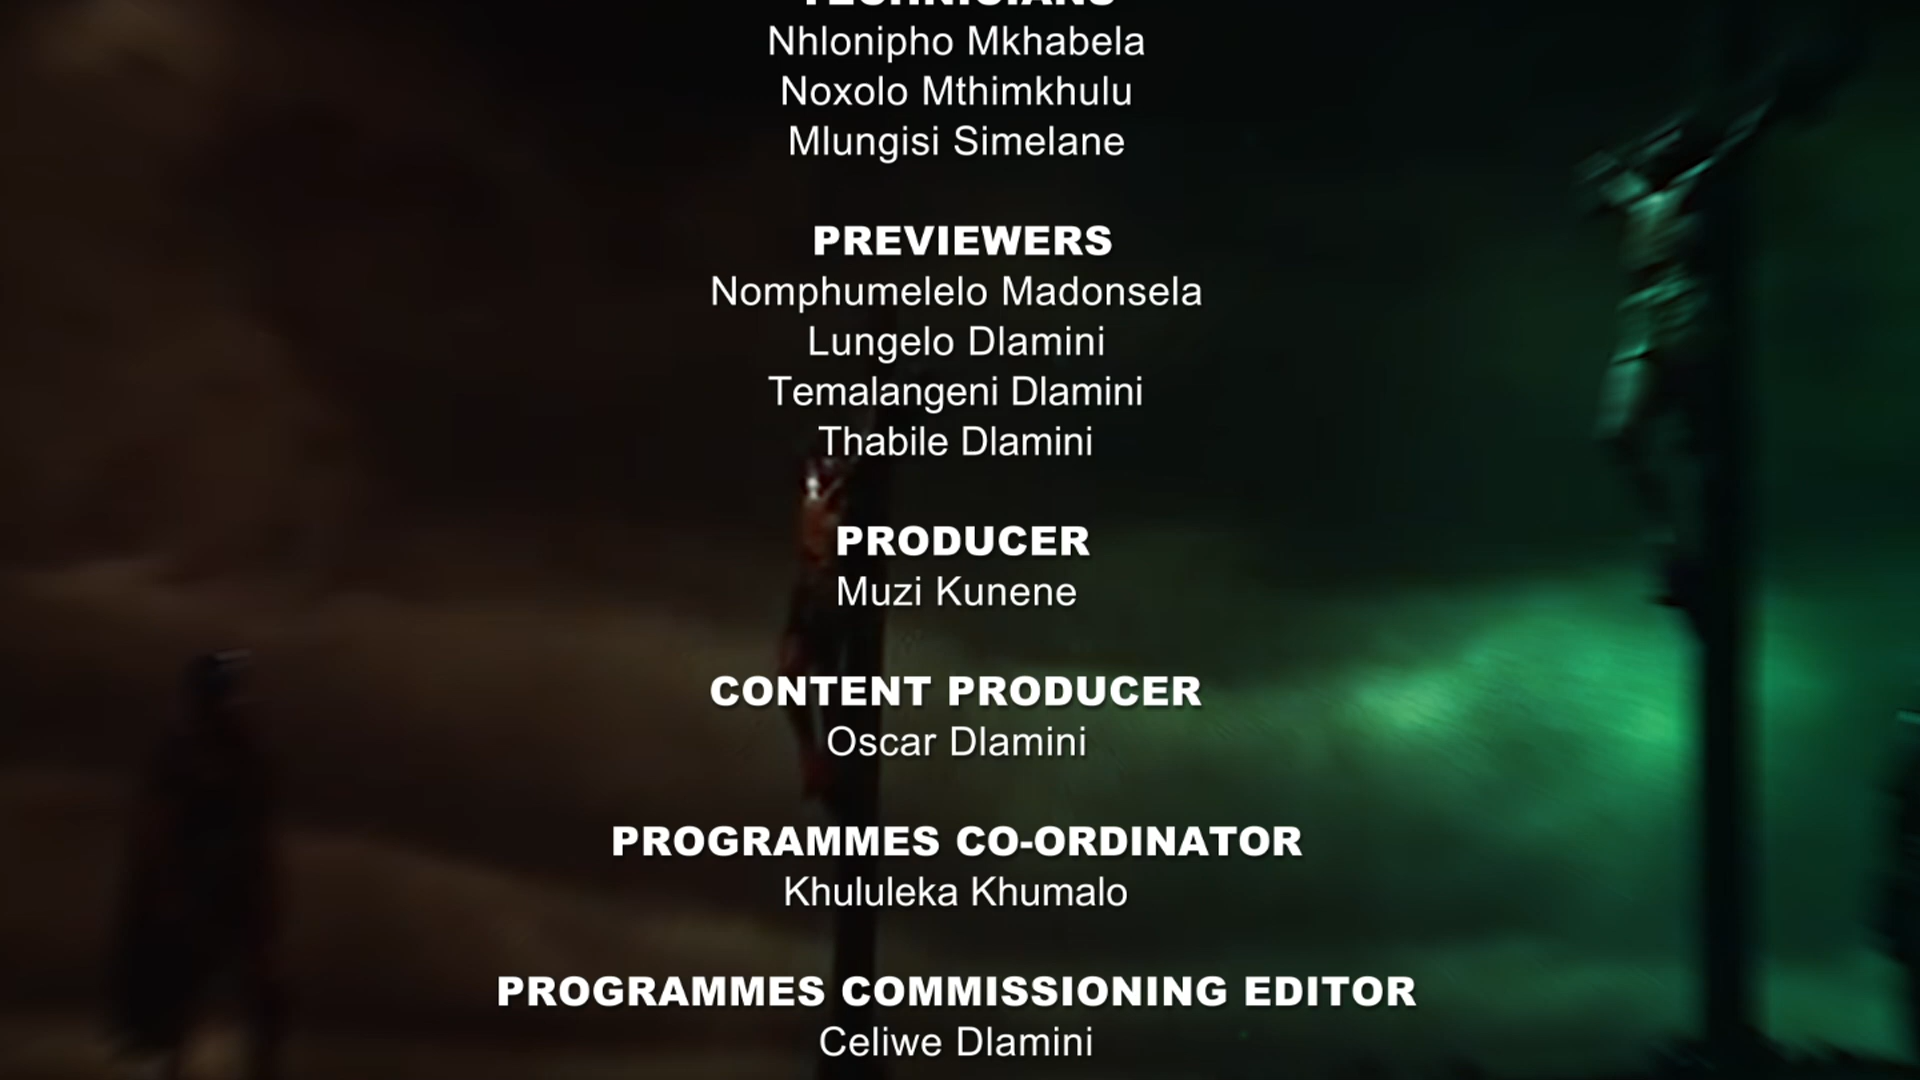 TECHNICIANS
Nhlonipho Mkhabela
Noxolo Mthimkhulu
Mlungisi Simelane
PREVIEWERS
Nomphumelelo Madonsela
Lungelo Dlamini
Temalangeni Dlamini
Thabile Dlamini
PRODUCER
Muzi Kunene
CONTENT PRODUCER
Oscar Dlamini
PROGRAMMES CO-ORDINATOR
Khululeka Khumalo
PROGRAMMES COMMISSIONING EDITOR
Celiwe Dlamini